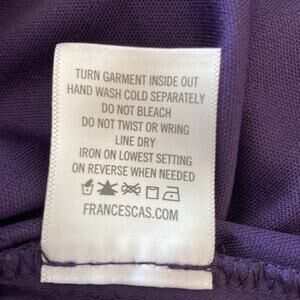 TURN GARMENT INSIDE OUT
HAND WASH COLD SEPARATELY
DO NOT BLEACH
DO NOT TWIST OR WRING
LINE DRY
IRON ON LOWEST SETTING
ON REVERSE WHEN NEEDED
FRANCESCAS.COM